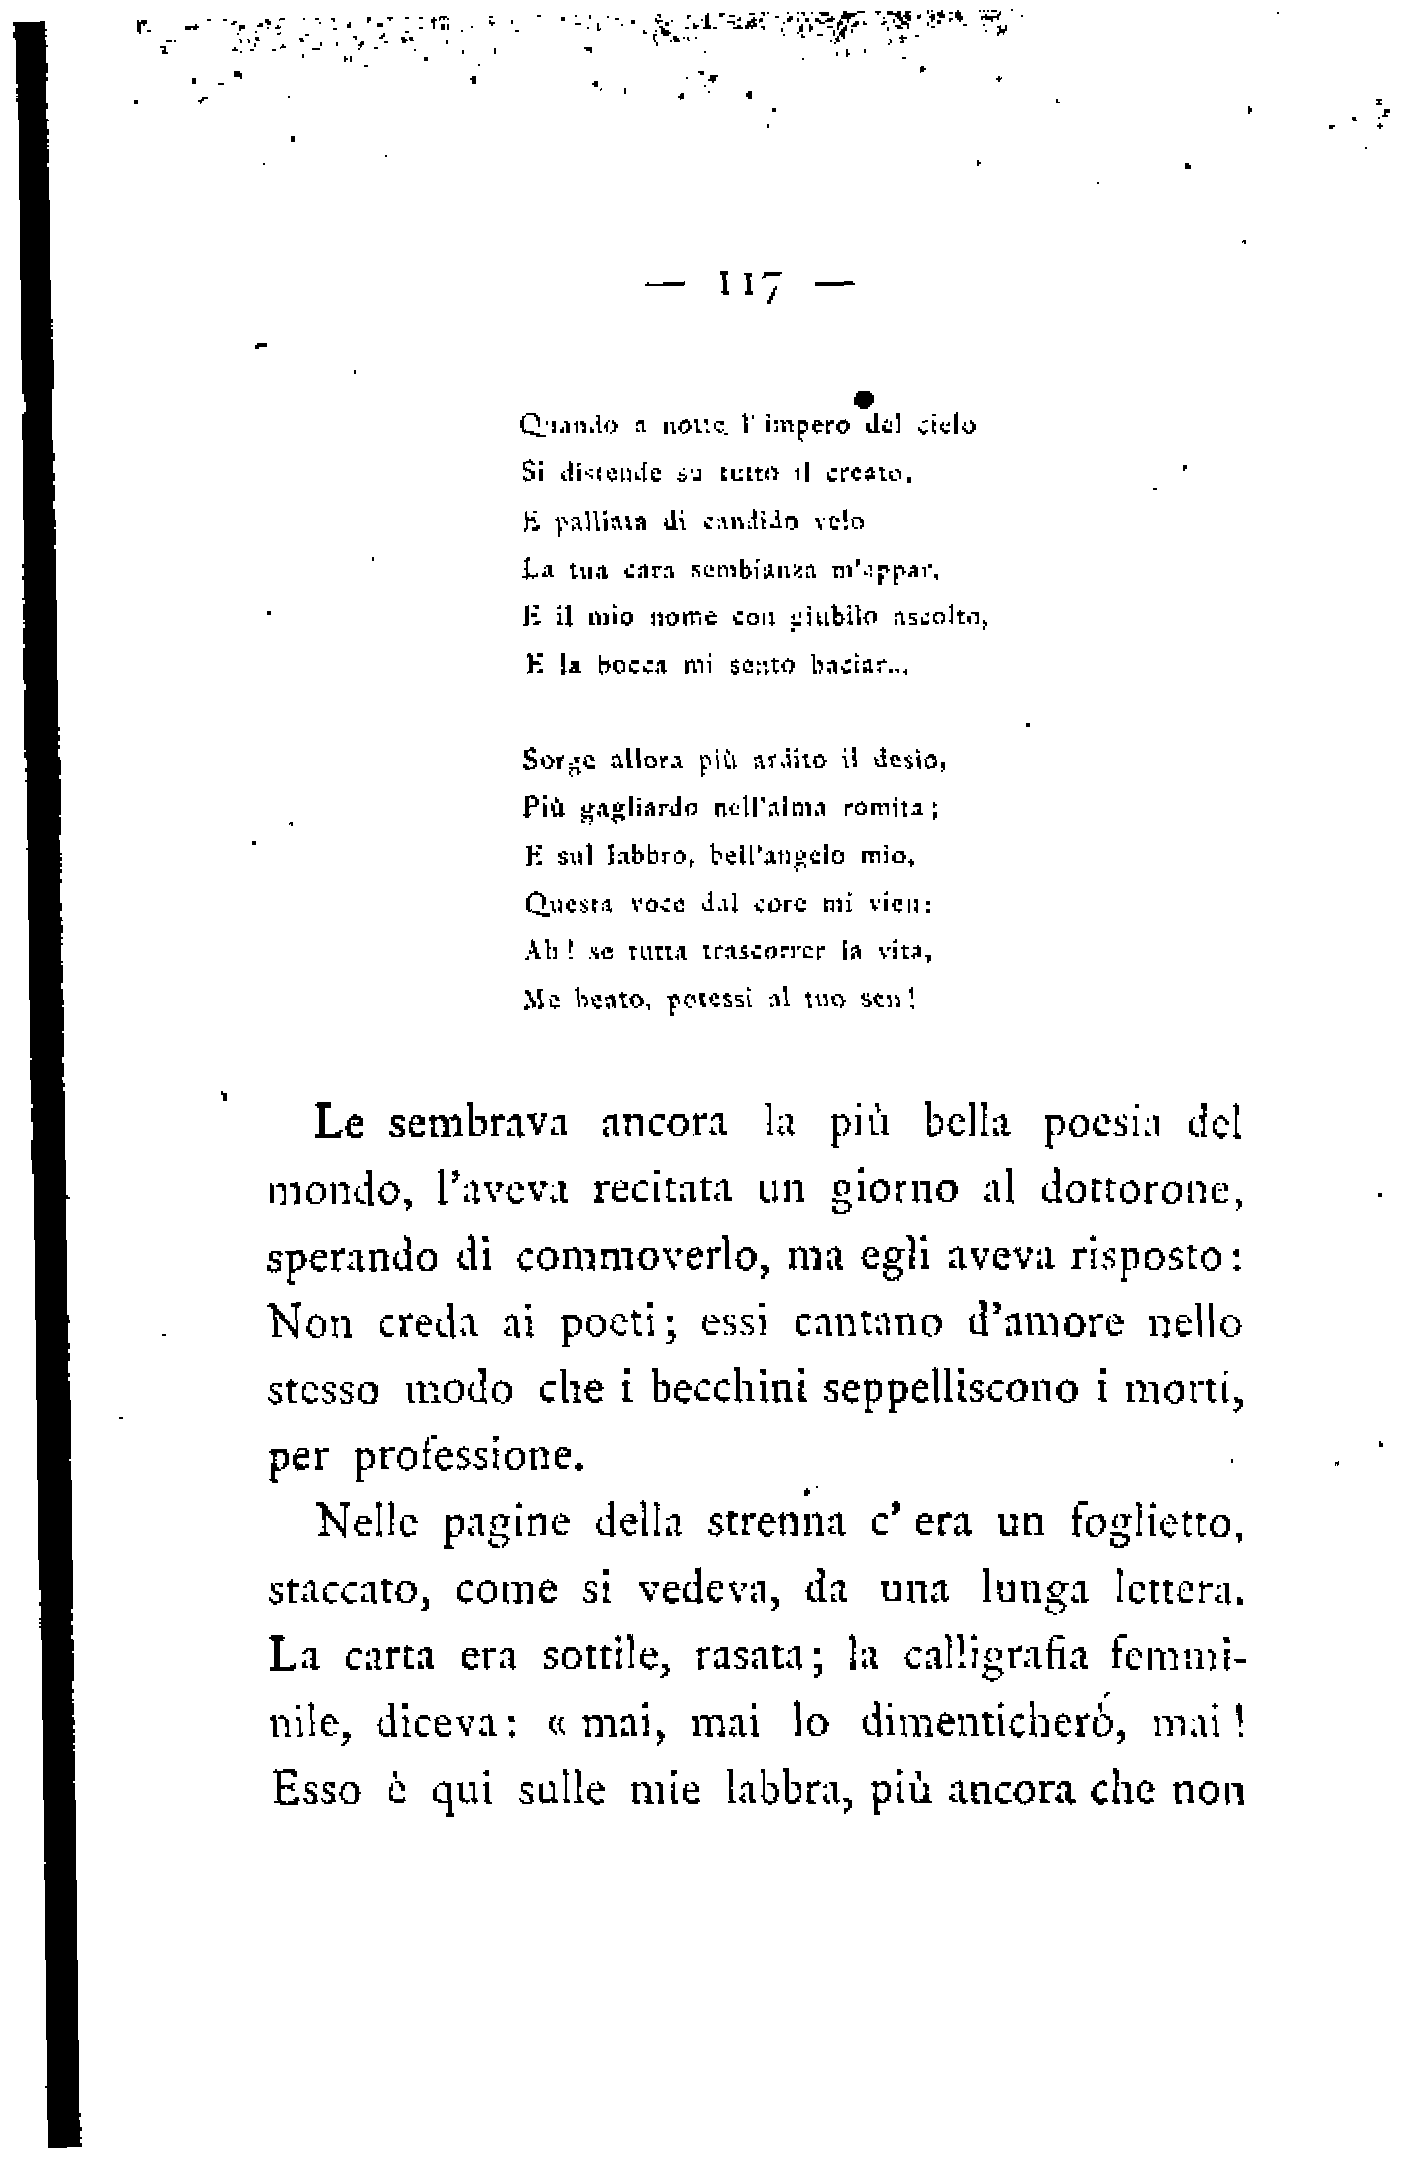 — 117 —
Quando a notte l'impero del cielo
Si distende su tutto il creato,
E palliata di candido velo
La tua cara sembianza m'appar,
E il mio nome con giubilo ascolto,
E la bocca mi sento baciar...
Sorge allora più ardito il desio,
Più gagliardo nell'alma romita;
E sul labbro, bell'angelo mio,
Questa voce dal core mi vien:
Ah! se tutta trascorrer la vita,
Me beato, potessi al tuo sen!
Le sembrava ancora la più bella poesia del
mondo, l'aveva recitata un giorno al dottorone,
sperando di commoverlo, ma egli aveva risposto:
Non creda ai poeti; essi cantano d'amore nello
stesso modo che i becchini seppelliscono i morti,
per professione.
Nelle pagine della strenna c'era un foglietto,
staccato, come si vedeva, da una lunga lettera.
La carta era sottile, rasata; la calligrafia femmi-
nile, diceva: « mai, mai lo dimenticheró, mai!
Esso è qui sulle mie labbra, più ancora che non